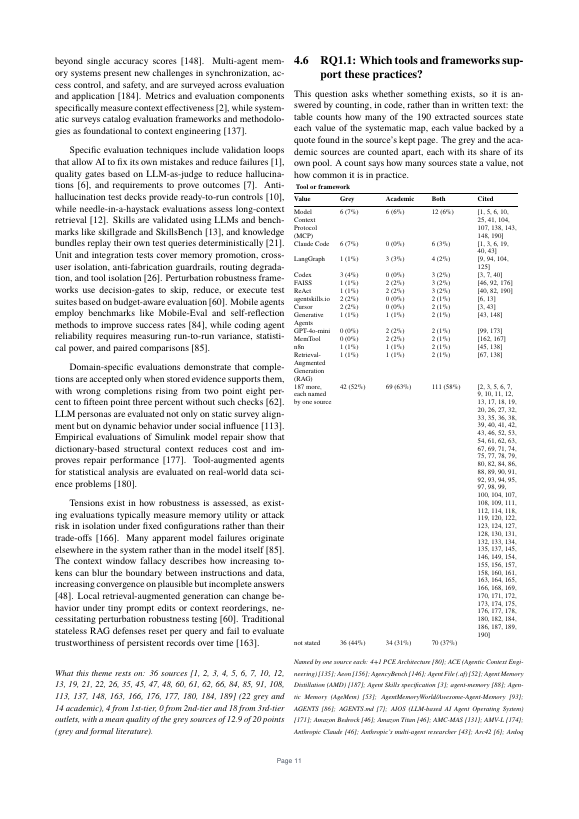 beyond single accuracy scores [148]. Multi-agent mem-
ory systems present new challenges in synchronization, ac-
cess control, and safety, and are surveyed across evaluation
and application [184]. Metrics and evaluation components
specifically measure context effectiveness [2], while system-
atic surveys catalog evaluation frameworks and methodolo-
gies as foundational to context engineering [137].
Specific evaluation techniques include validation loops
that allow AI to fix its own mistakes and reduce failures [1],
quality gates based on LLM-as-judge to reduce hallucina-
tions [6], and requirements to prove outcomes [7]. Anti-
hallucination test decks provide ready-to-run controls [10],
while needle-in-a-haystack evaluations assess long-context
retrieval [12]. Skills are validated using LLMs and bench-
marks like skillgrade and SkillsBench [13], and knowledge
bundles replay their own test queries deterministically [21].
Unit and integration tests cover memory promotion, cross-
user isolation, anti-fabrication guardrails, routing degrada-
tion, and tool isolation [26]. Perturbation robustness frame-
works use decision-gates to skip, reduce, or execute test
suites based on budget-aware evaluation [60]. Mobile agents
employ benchmarks like Mobile-Eval and self-reflection
methods to improve success rates [84], while coding agent
reliability requires measuring run-to-run variance, statisti-
cal power, and paired comparisons [85].
Domain-specific evaluations demonstrate that comple-
tions are accepted only when stored evidence supports them,
with wrong completions rising from two point eight per-
cent to fifteen point three percent without such checks [62].
LLM personas are evaluated not only on static survey align-
ment but on dynamic behavior under social influence [113].
Empirical evaluations of Simulink model repair show that
dictionary-based structural context reduces cost and im-
proves repair performance [177]. Tool-augmented agents
for statistical analysis are evaluated on real-world data sci-
ence problems [180].
Tensions exist in how robustness is assessed, as exist-
ing evaluations typically measure memory utility or attack
risk in isolation under fixed configurations rather than their
trade-offs [166]. Many apparent model failures originate
elsewhere in the system rather than in the model itself [85].
The context window fallacy describes how increasing to-
kens can blur the boundary between instructions and data,
increasing convergence on plausible but incomplete answers
[48]. Local retrieval-augmented generation can change be-
havior under tiny prompt edits or context reorderings, ne-
cessitating perturbation robustness testing [60]. Traditional
stateless RAG defenses reset per query and fail to evaluate
trustworthiness of persistent records over time [163].
What this theme rests on: 36 sources [1, 2, 3, 4, 5, 6, 7, 10, 12,
13, 19, 21, 22, 26, 35, 45, 47, 48, 60, 61, 62, 66, 84, 85, 91, 108,
113, 137, 148, 163, 166, 176, 177, 180, 184, 189] (22 grey and
14 academic), 4 from 1st-tier, 0 from 2nd-tier and 18 from 3rd-tier
outlets, with a mean quality of the grey sources of 12.9 of 20 points
(grey and formal literature).
4.6 RQ1.1: Which tools and frameworks sup-
port these practices?
This question asks whether something exists, so it is an-
swered by counting, in code, rather than in written text: the
table counts how many of the 190 extracted sources state
each value of the systematic map, each value backed by a
quote found in the source's kept page. The grey and the aca-
demic sources are counted apart, each with its share of its
own pool. A count says how many sources state a value, not
how common it is in practice.
Tool or framework
Value Grey Academic Both Cited
Model 6 (7%) 6 (6%) 12 (6%) [1, 5, 6, 10,
Context 25, 41, 104,
Protocol 107, 138, 143,
(MCP) 148, 190]
Claude Code 6 (7%) 0 (0%) 6 (3%) [1, 3, 6, 19,
40, 43]
LangGraph 1 (1%) 3 (3%) 4 (2%) [9, 94, 104,
125]
Codex 3 (4%) 0 (0%) 3 (2%) [3, 7, 40]
FAISS 1 (1%) 2 (2%) 3 (2%) [46, 92, 167]
ReAct 1 (1%) 2 (2%) 3 (2%) [40, 82, 190]
agentskills.io 2 (2%) 0 (0%) 2 (1%) [6, 13]
Cursor 2 (2%) 0 (0%) 2 (1%) [3, 43]
Generative 1 (1%) 1 (1%) 2 (1%) [43, 148]
Agents
GPT-4o-mini 0 (0%) 2 (2%) 2 (1%) [99, 173]
MemTool 0 (0%) 2 (2%) 2 (1%) [162, 176]
n8n 1 (1%) 1 (1%) 2 (1%) [45, 138]
Retrieval- 1 (1%) 1 (1%) 2 (1%) [67, 138]
Augmented
Generation
(RAG)
187 more, 42 (52%) 69 (63%) 111 (58%) [2, 3, 5, 6, 7,
each named 9, 10, 11, 12,
by one source 13, 17, 18, 19,
20, 26, 27, 32,
33, 35, 36, 38,
39, 40, 41, 42,
43, 46, 52, 53,
54, 61, 62, 63,
67, 69, 71, 74,
75, 77, 78, 79,
80, 82, 84, 86,
88, 89, 90, 91,
92, 93, 94, 95,
97, 98, 99,
100, 104, 107,
108, 109, 111,
112, 114, 118,
119, 120, 122,
123, 124, 127,
128, 130, 131,
132, 133, 134,
135, 137, 145,
146, 149, 154,
155, 156, 157,
158, 160, 161,
163, 164, 165,
166, 168, 169,
170, 171, 172,
173, 174, 175,
176, 177, 178,
180, 182, 184,
186, 187, 189,
190]
not stated 36 (44%) 34 (31%) 70 (37%)
Named by one source each: 4+1 PCE Architecture [80]; ACE (Agentic Context Engi-
neering) [135]; Aeon [156]; AgencyBench [146]; Agent File (.af) [52]; Agent Memory
Distillation (AMD) [187]; Agent Skills specification [3]; agent-memory [88]; Agen-
tic Memory (AgeMem) [53]; AgentMemoryWorld/Awesome-Agent-Memory [93];
AGENTS [86]; AGENTS.md [7]; AIOS (LLM-based AI Agent Operating System)
[171]; Amazon Bedrock [46]; Amazon Titan [46]; AMC-MAS [131]; AMV-L [174];
Anthropic Claude [46]; Anthropic's multi-agent researcher [43]; Arc42 [6]; Ardoq
Page 11